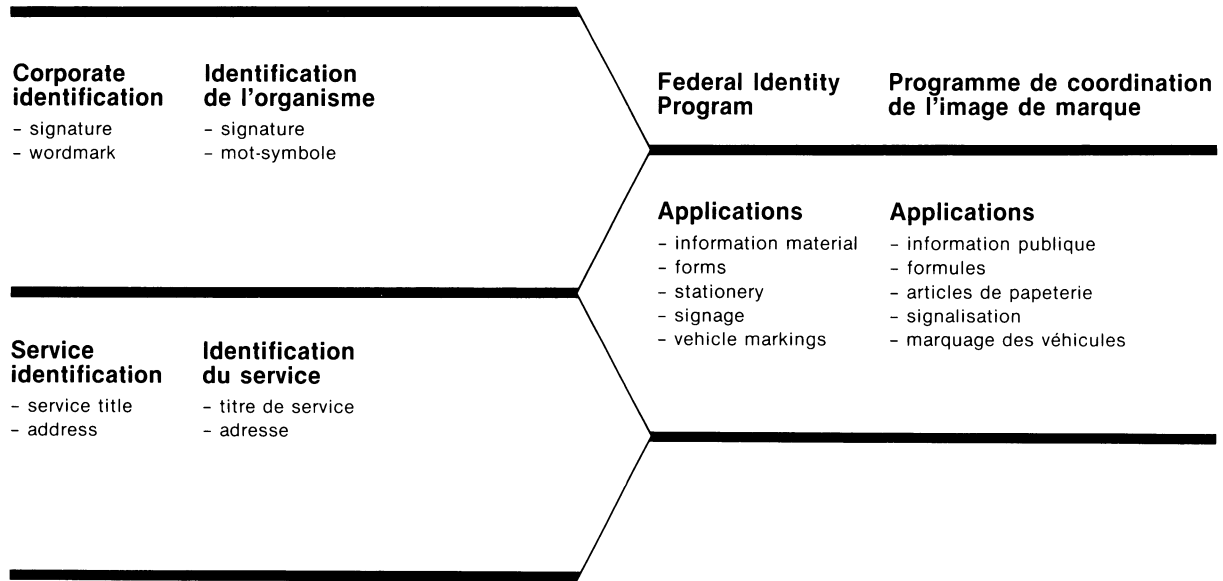 Corporate
identification
– signature
– wordmark
Identification
de l'organisme
– signature
– mot-symbole
Service
identification
– service title
– address
Identification
du service
– titre de service
– adresse
Federal Identity
Program
Programme de coordination
de l'image de marque
Applications
– information material
– forms
– stationery
– signage
– vehicle markings
Applications
– information publique
– formules
– articles de papeterie
– signalisation
– marquage des véhicules